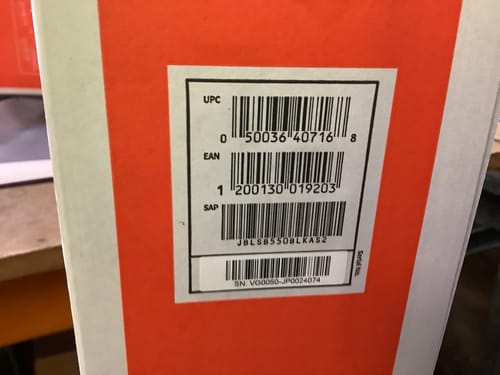 UPC
0 50036 40716 8
EAN
1 200130 019203
SAP
JBLSB550BLKAS2
SN: VG0050-JP0024074
Serial No.